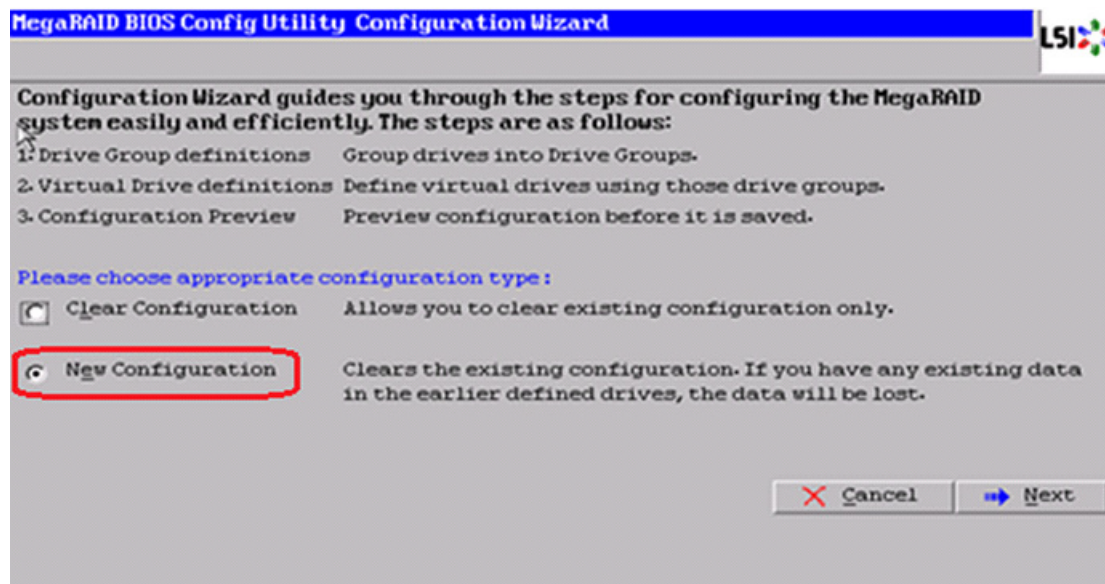 MegaRAID BIOS Config Utility Configuration Wizard
LSI
Configuration Wizard guides you through the steps for configuring the MegaRAID
system easily and efficiently. The steps are as follows:
1. Drive Group definitions Group drives into Drive Groups.
2. Virtual Drive definitions Define virtual drives using those drive groups.
3. Configuration Preview Preview configuration before it is saved.
Please choose appropriate configuration type:
Clear Configuration Allows you to clear existing configuration only.
New Configuration Clears the existing configuration. If you have any existing data
in the earlier defined drives, the data will be lost.
Cancel Next